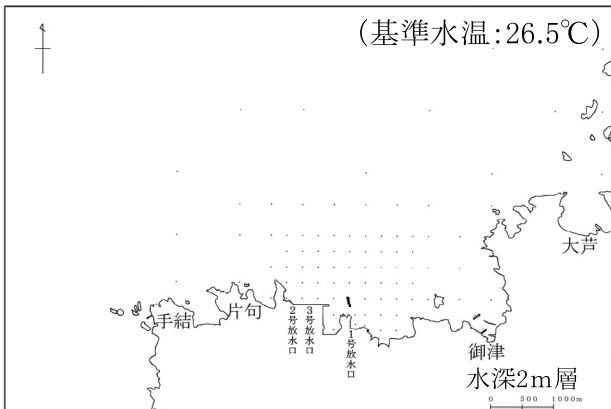 (基準水温:26.5℃)
大芦
手結
片句
2号放水口
3号放水口
1号放水口
御津
水深2m層
0 500 1000m